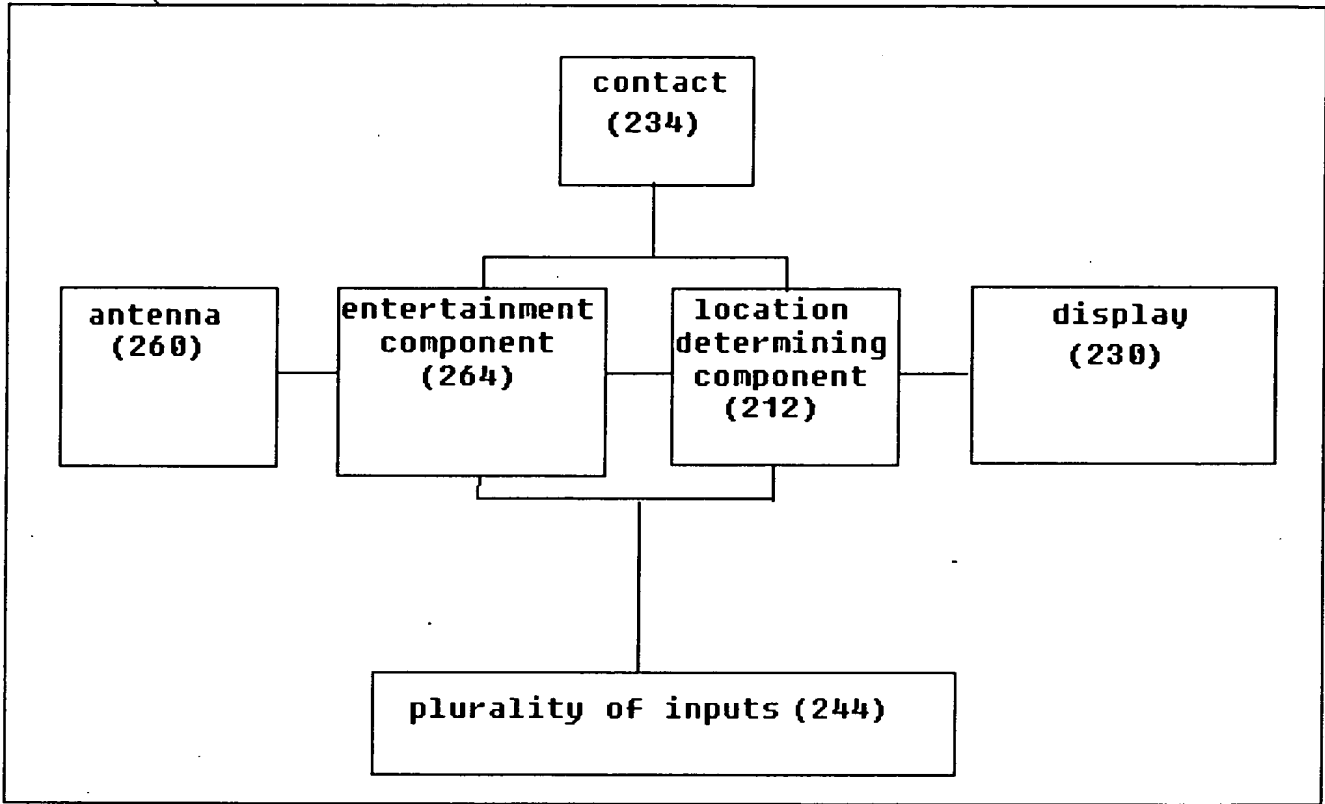 contact
(234)
antenna
(260)
entertainment
component
(264)
location
determining
component
(212)
display
(230)
plurality of inputs (244)